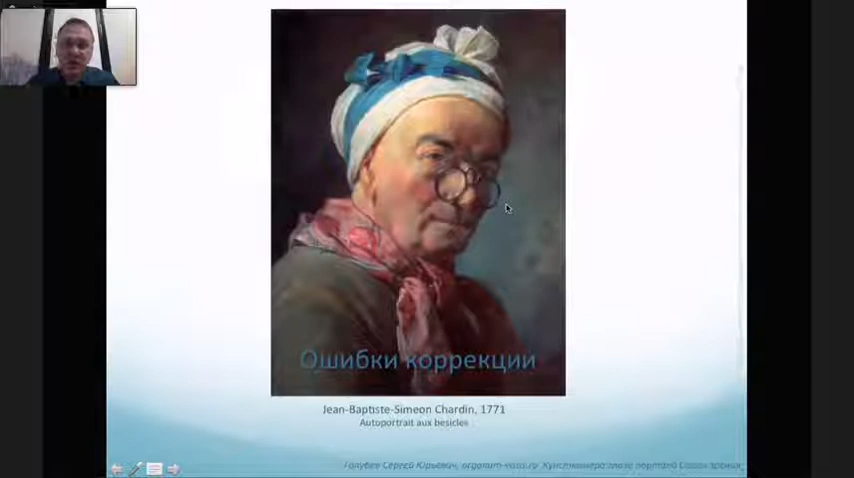 Ошибки коррекции
Jean-Baptiste-Simeon Chardin, 1771
Autoportrait aux besicles
Голубев Сергей Юрьевич, organum-visus.ru